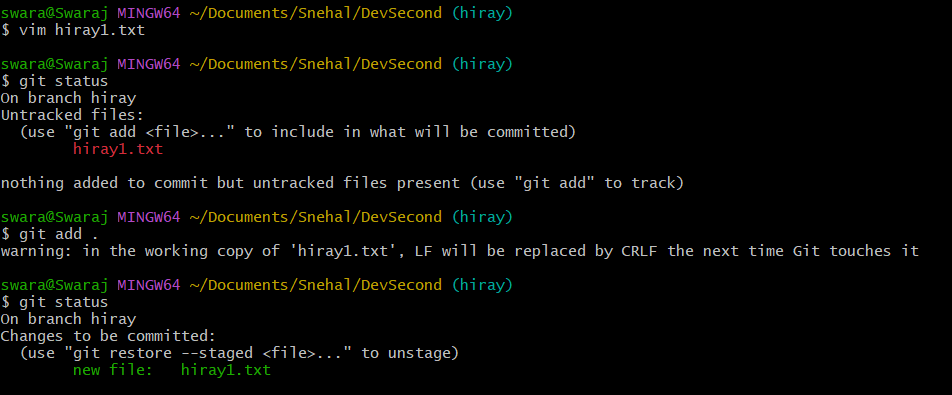 swara@Swaraj MINGW64 ~/Documents/Snehal/DevSecond (hiray)
$ vim hiray1.txt
swara@Swaraj MINGW64 ~/Documents/Snehal/DevSecond (hiray)
$ git status
On branch hiray
Untracked files:
  (use "git add <file>..." to include in what will be committed)
        hiray1.txt
nothing added to commit but untracked files present (use "git add" to track)
swara@Swaraj MINGW64 ~/Documents/Snehal/DevSecond (hiray)
$ git add .
warning: in the working copy of 'hiray1.txt', LF will be replaced by CRLF the next time Git touches it
swara@Swaraj MINGW64 ~/Documents/Snehal/DevSecond (hiray)
$ git status
On branch hiray
Changes to be committed:
  (use "git restore --staged <file>..." to unstage)
        new file:   hiray1.txt